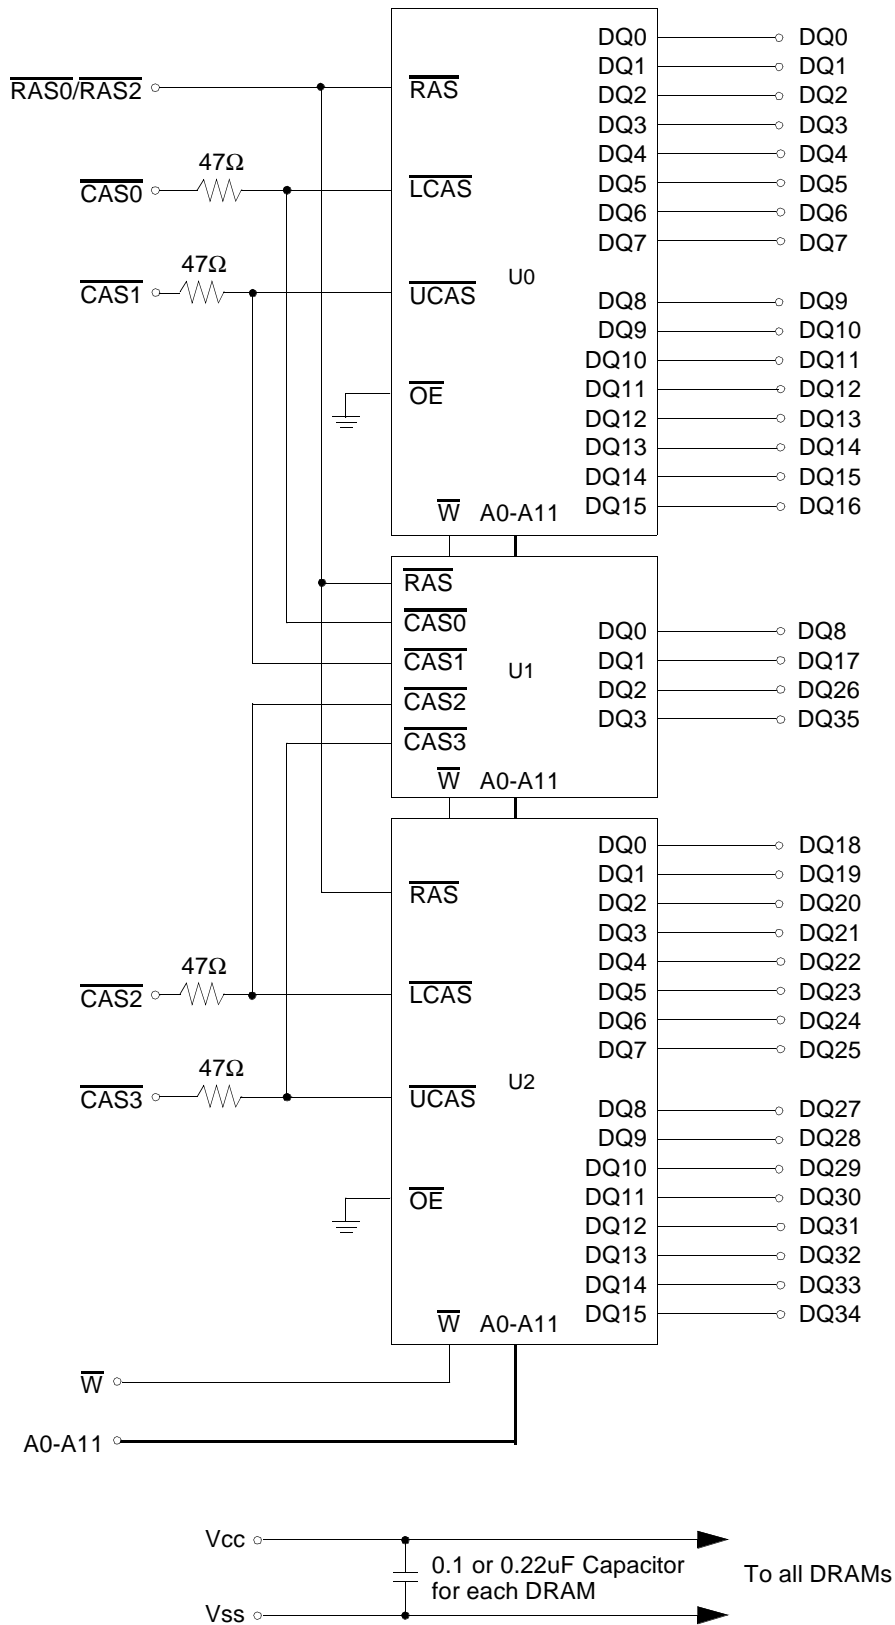 DQ0 DQ0
DQ1 DQ1
RAS0/RAS2 RAS DQ2 DQ2
DQ3 DQ3
DQ4 DQ4
47Ω
CAS0 LCAS DQ5 DQ5
DQ6 DQ6
DQ7 DQ7
47Ω
U0
CAS1 UCAS DQ8 DQ9
DQ9 DQ10
DQ10 DQ11
OE DQ11 DQ12
DQ12 DQ13
DQ13 DQ14
DQ14 DQ15
W A0-A11 DQ15 DQ16
RAS
CAS0 DQ0 DQ8
CAS1 U1 DQ1 DQ17
CAS2 DQ2 DQ26
CAS3 DQ3 DQ35
W A0-A11
DQ0 DQ18
DQ1 DQ19
RAS DQ2 DQ20
DQ3 DQ21
DQ4 DQ22
47Ω
CAS2 LCAS DQ5 DQ23
DQ6 DQ24
DQ7 DQ25
47Ω
U2
CAS3 UCAS DQ8 DQ27
DQ9 DQ28
DQ10 DQ29
OE DQ11 DQ30
DQ12 DQ31
DQ13 DQ32
DQ14 DQ33
W A0-A11 DQ15 DQ34
W
A0-A11
Vcc
0.1 or 0.22uF Capacitor
for each DRAM
To all DRAMs
Vss